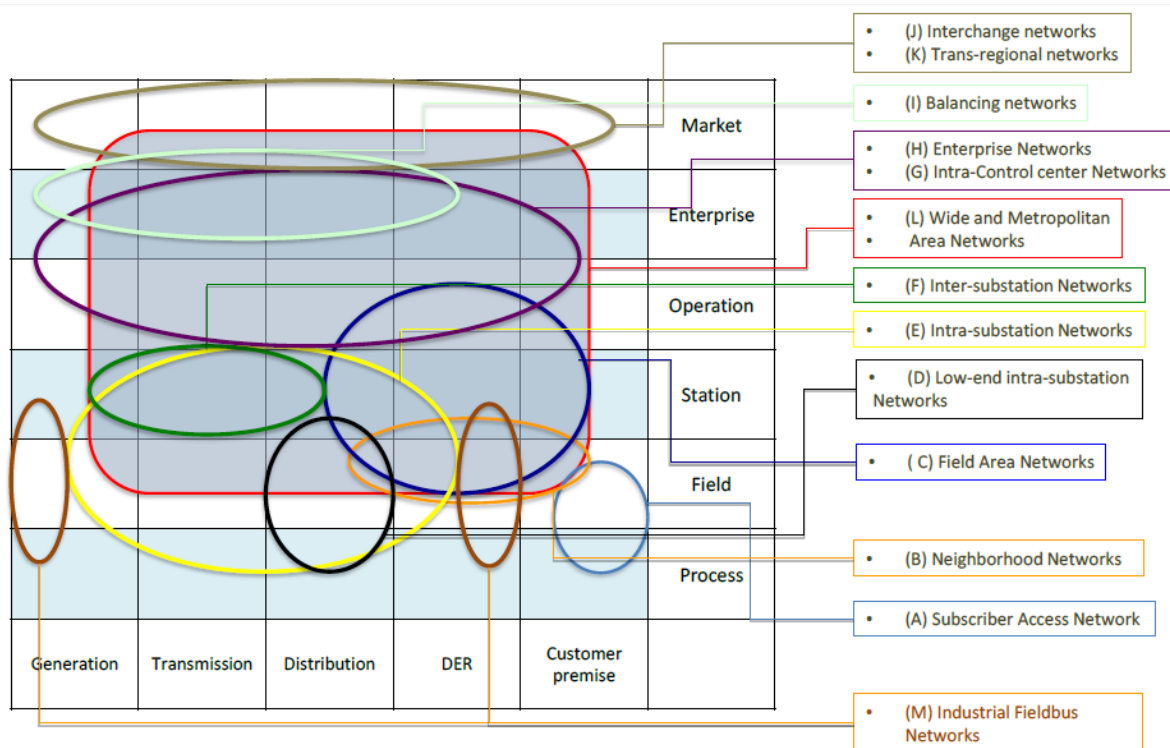 • (J) Interchange networks
• (K) Trans-regional networks
• (I) Balancing networks
Market
• (H) Enterprise Networks
• (G) Intra-Control center Networks
Enterprise
• (L) Wide and Metropolitan
• Area Networks
• (F) Inter-substation Networks
Operation
• (E) Intra-substation Networks
• (D) Low-end intra-substation
Networks
Station
• ( C) Field Area Networks
Field
• (B) Neighborhood Networks
Process
• (A) Subscriber Access Network
Generation
Transmission
Distribution
DER
Customer
premise
• (M) Industrial Fieldbus
Networks